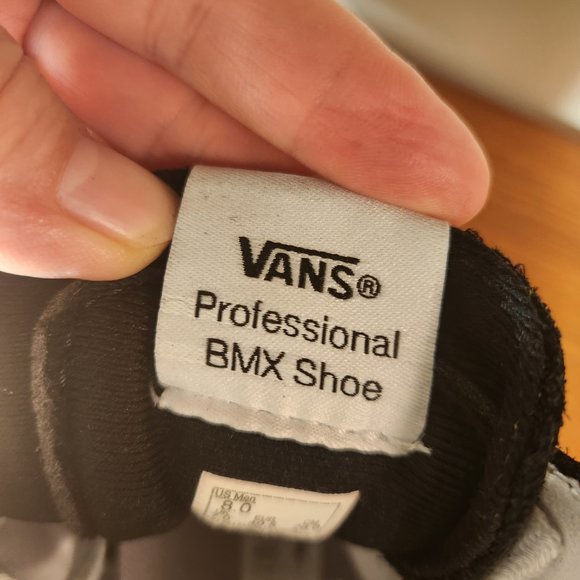 VANS®
Professional
BMX Shoe
US Men
8.0